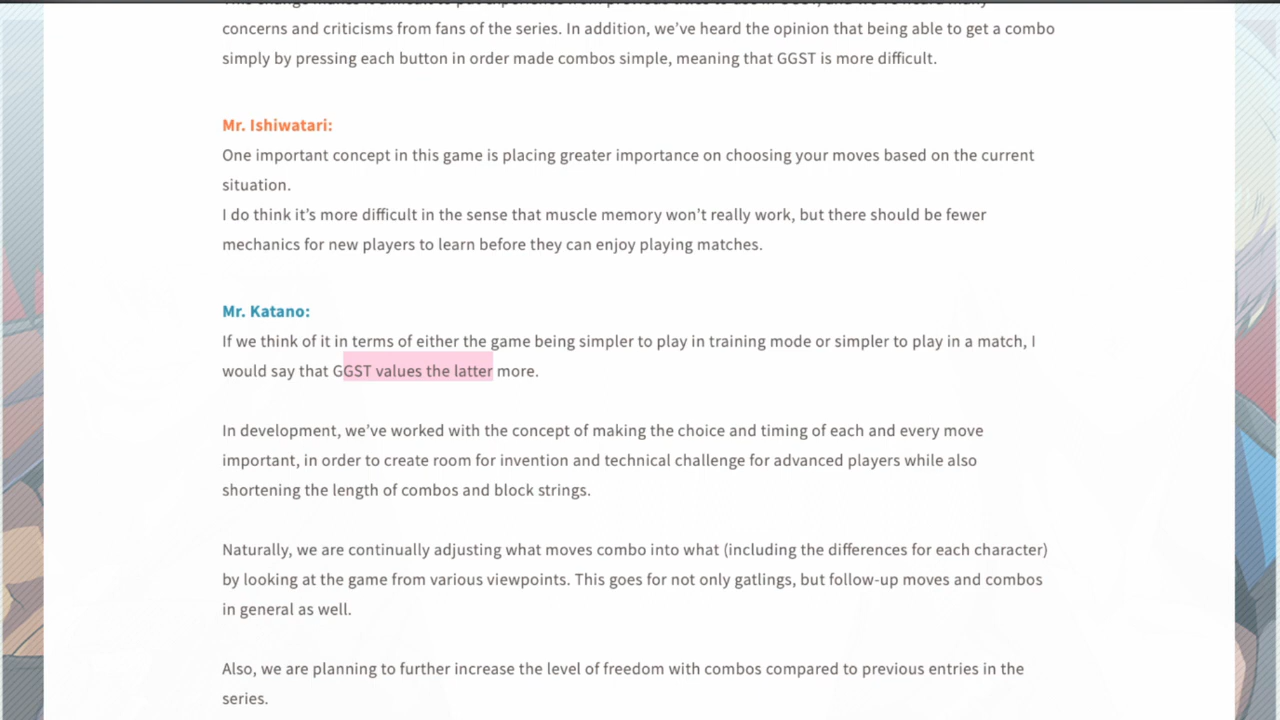 concerns and criticisms from fans of the series. In addition, we’ve heard the opinion that being able to get a combo
simply by pressing each button in order made combos simple, meaning that GGST is more difficult.
Mr. Ishiwatari:
One important concept in this game is placing greater importance on choosing your moves based on the current
situation.
I do think it’s more difficult in the sense that muscle memory won’t really work, but there should be fewer
mechanics for new players to learn before they can enjoy playing matches.
Mr. Katano:
If we think of it in terms of either the game being simpler to play in training mode or simpler to play in a match, I
would say that GGST values the latter more.
In development, we’ve worked with the concept of making the choice and timing of each and every move
important, in order to create room for invention and technical challenge for advanced players while also
shortening the length of combos and block strings.
Naturally, we are continually adjusting what moves combo into what (including the differences for each character)
by looking at the game from various viewpoints. This goes for not only gatlings, but follow-up moves and combos
in general as well.
Also, we are planning to further increase the level of freedom with combos compared to previous entries in the
series.